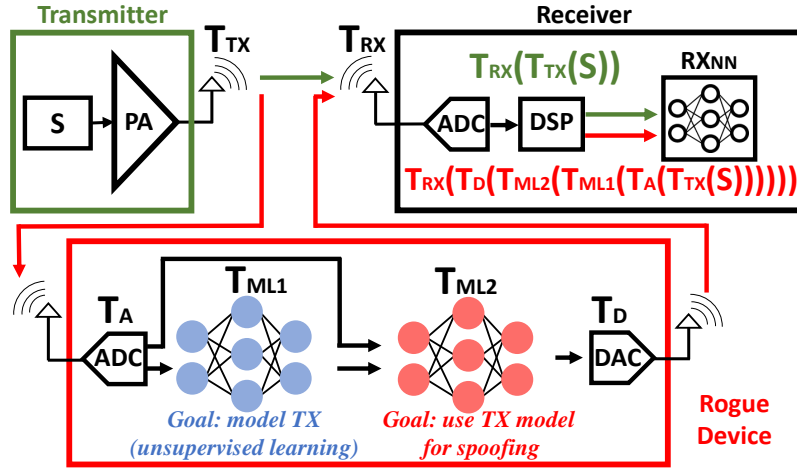 Transmitter
Receiver
TTX
TRX
S
PA
TRX(TTX(S))
RXNN
ADC
DSP
TRX(TD(TML2(TML1(TA(TTX(S))))))
TA
TML1
TML2
TD
ADC
DAC
Goal: model TX
(unsupervised learning)
Goal: use TX model
for spoofing
Rogue
Device